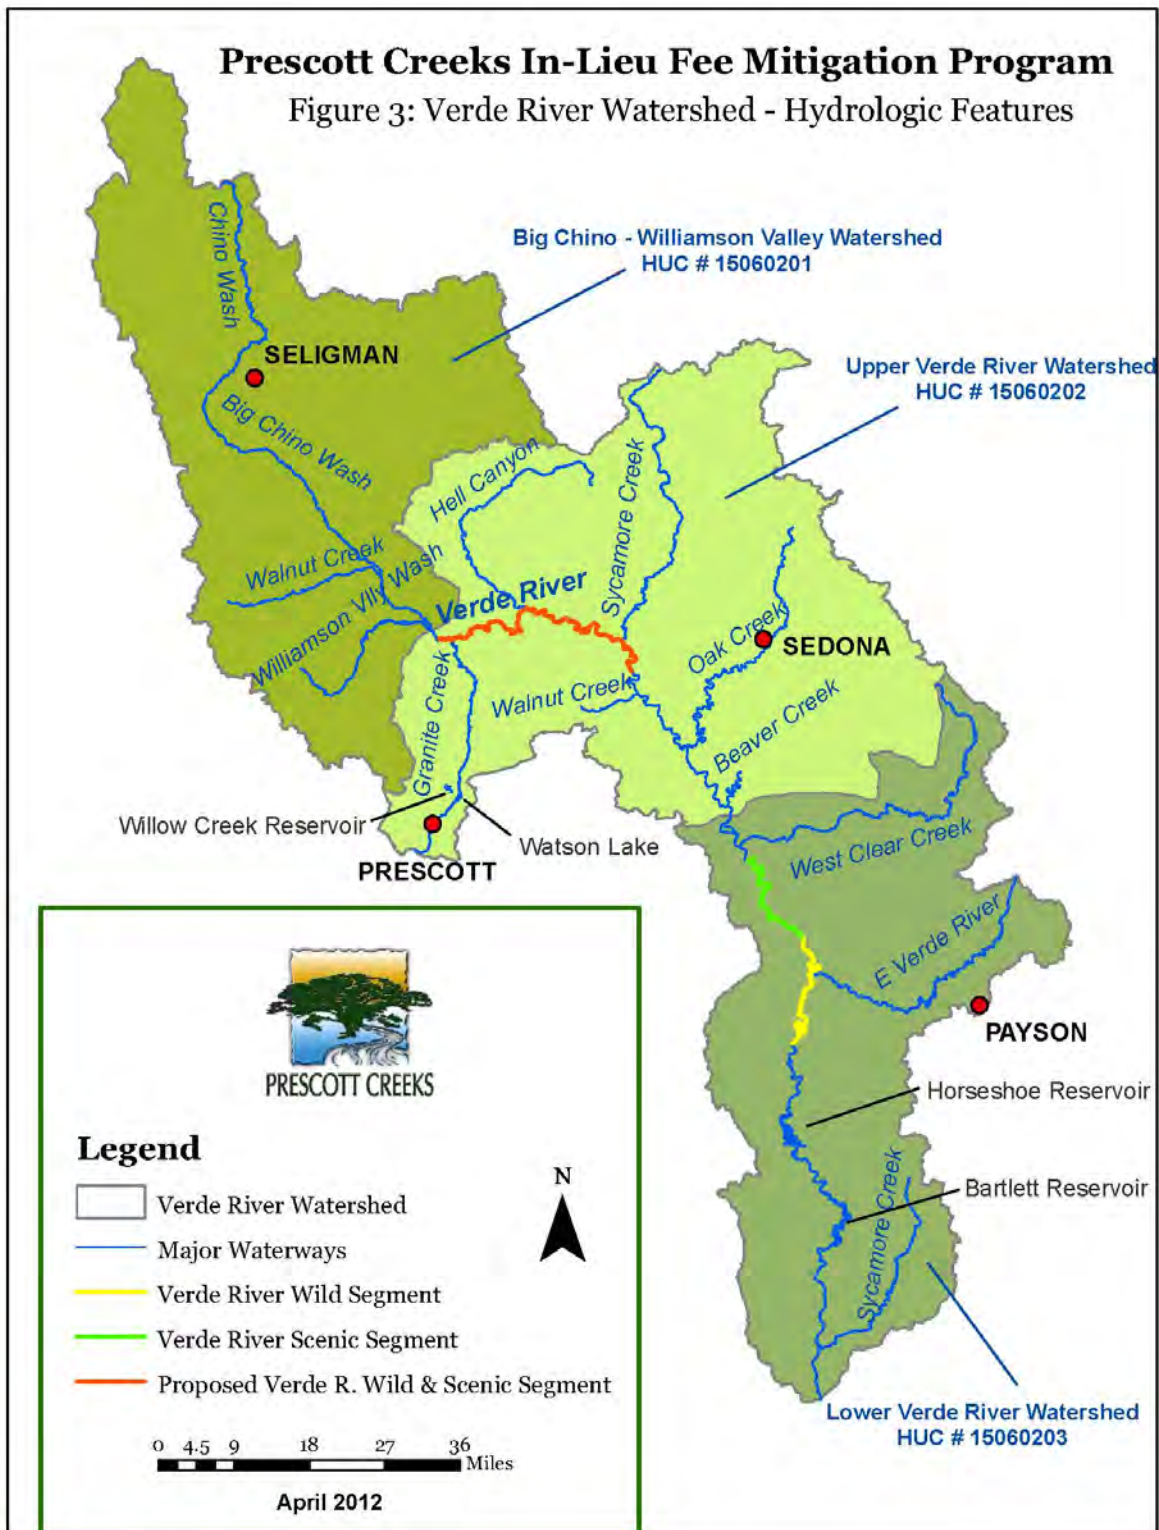 Prescott Creeks In-Lieu Fee Mitigation Program
Figure 3: Verde River Watershed - Hydrologic Features
Big Chino - Williamson Valley Watershed
HUC # 15060201
Chino Wash
SELIGMAN
Upper Verde River Watershed
HUC # 15060202
Big Chino Wash
Hell Canyon
Sycamore Creek
Walnut Creek
Williamson Vlly Wash
Verde River
Oak Creek
SEDONA
Granite Creek
Walnut Creek
Beaver Creek
Willow Creek Reservoir
Watson Lake
PRESCOTT
West Clear Creek
E Verde River
PAYSON
Horseshoe Reservoir
Bartlett Reservoir
Sycamore Creek
Lower Verde River Watershed
HUC # 15060203
PRESCOTT CREEKS
Legend
N
Verde River Watershed
Major Waterways
Verde River Wild Segment
Verde River Scenic Segment
Proposed Verde R. Wild & Scenic Segment
0 4.5 9 18 27 36
Miles
April 2012